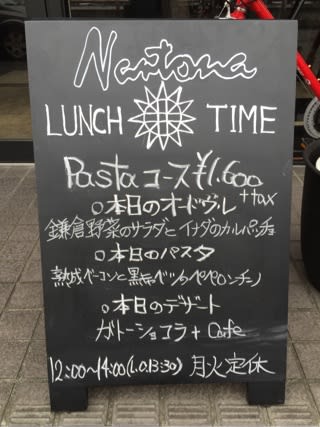 Nantona
LUNCH TIME
Pastaコース¥1.600
+tax
○本日のオードヴル
鎌倉野菜のサラダとイナダのカルパッチョ
○本日のパスタ
熟成ベーコンと黒キャベツのペペロンチーノ
○本日のデザート
ガトーショコラ+Cafe
12:00~14:00(L.O.13:30) 月火定休